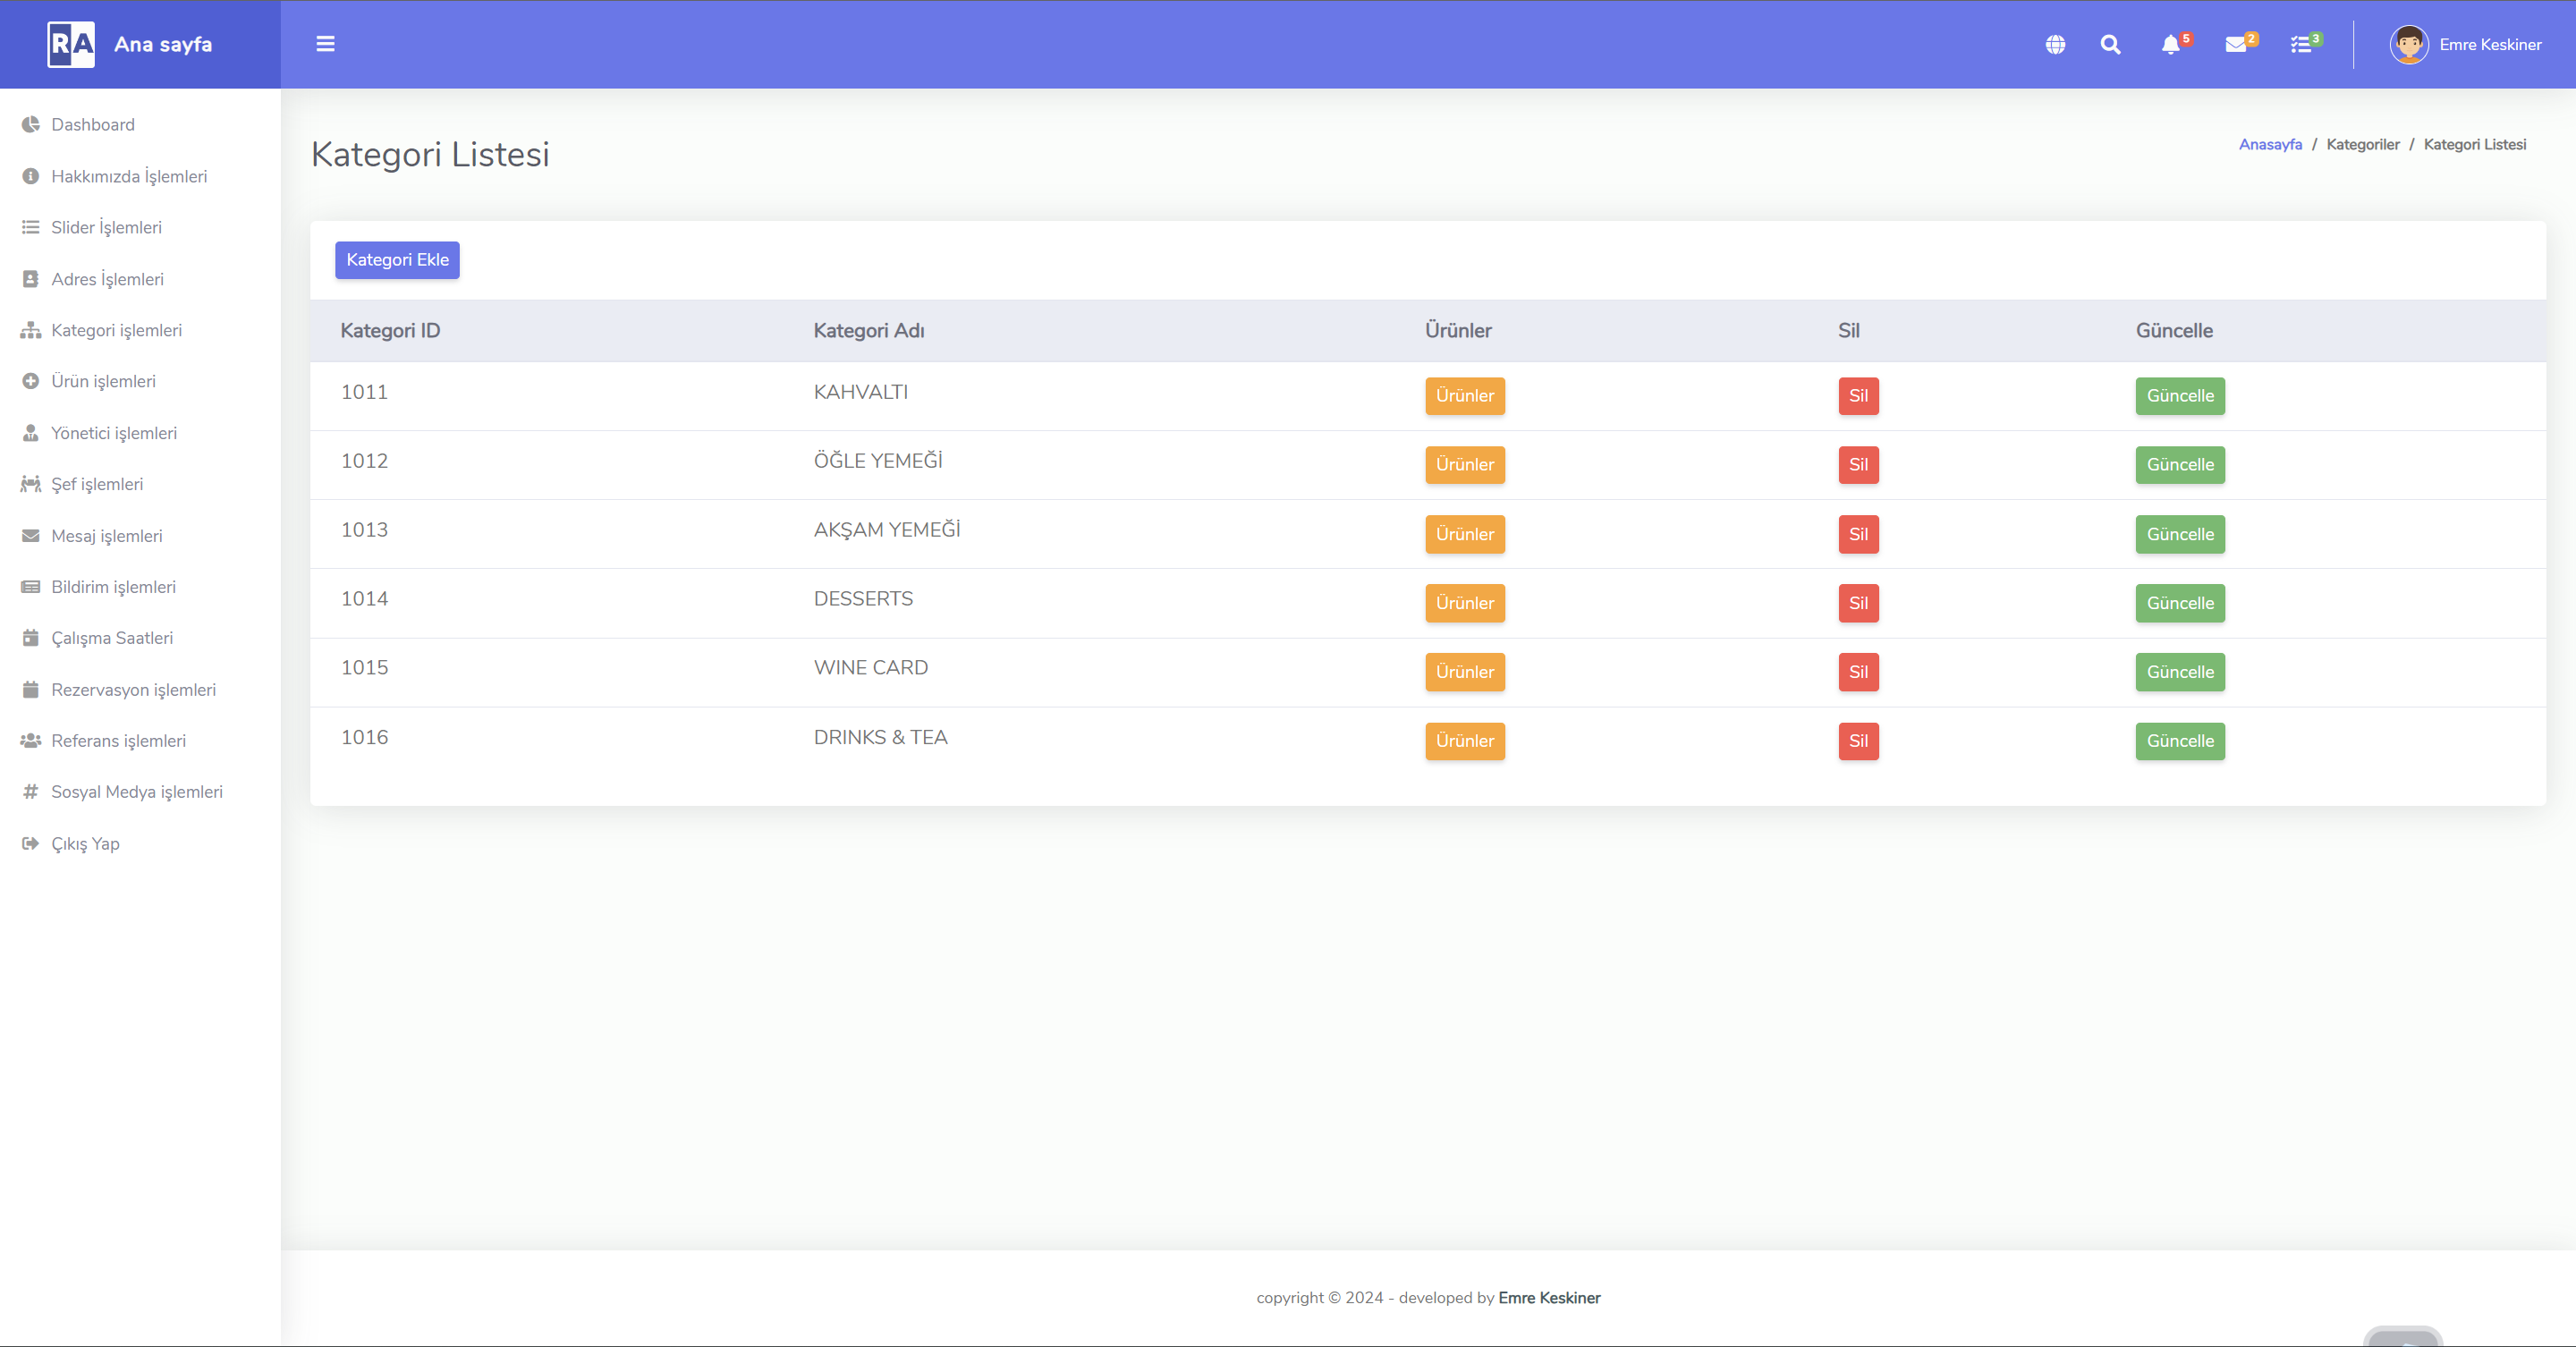 RA Ana sayfa
5 2 3 Emre Keskiner
Dashboard
Hakkımızda İşlemleri
Slider İşlemleri
Adres İşlemleri
Kategori işlemleri
Ürün işlemleri
Yönetici işlemleri
Şef işlemleri
Mesaj işlemleri
Bildirim işlemleri
Çalışma Saatleri
Rezervasyon işlemleri
Referans işlemleri
Sosyal Medya işlemleri
Çıkış Yap
Kategori Listesi
Anasayfa / Kategoriler / Kategori Listesi
Kategori Ekle
Kategori ID Kategori Adı Ürünler Sil Güncelle
1011 KAHVALTI Ürünler Sil Güncelle
1012 ÖĞLE YEMEĞİ Ürünler Sil Güncelle
1013 AKŞAM YEMEĞİ Ürünler Sil Güncelle
1014 DESSERTS Ürünler Sil Güncelle
1015 WINE CARD Ürünler Sil Güncelle
1016 DRINKS & TEA Ürünler Sil Güncelle
copyright © 2024 - developed by Emre Keskiner